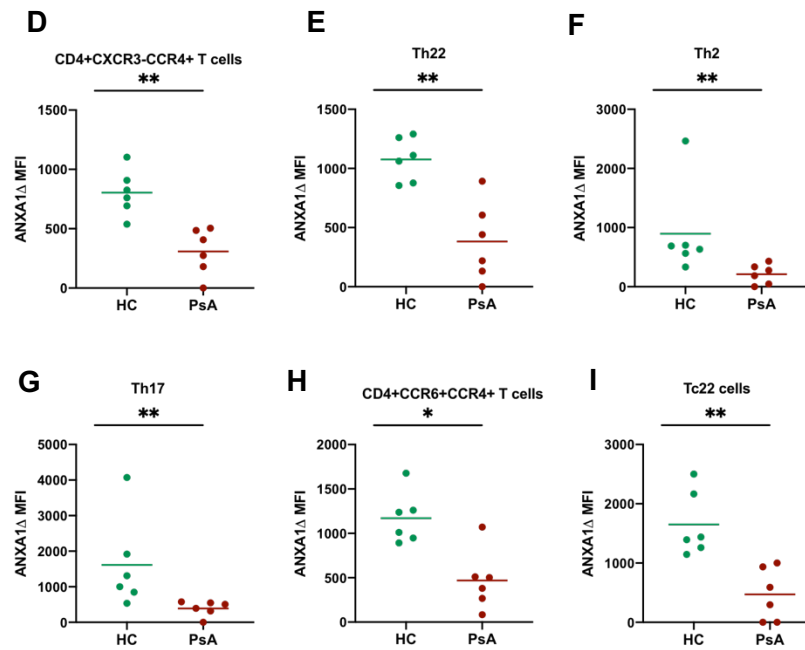 D
CD4+CXCR3-CCR4+ T cells
**
ANXA1Δ MFI
1500
1000
500
0
HC PsA
E
Th22
**
ANXA1Δ MFI
1500
1000
500
0
HC PsA
F
Th2
**
ANXA1Δ MFI
3000
2000
1000
0
HC PsA
G
Th17
**
ANXA1Δ MFI
5000
4000
3000
2000
1000
0
HC PsA
H
CD4+CCR6+CCR4+ T cells
*
ANXA1Δ MFI
2000
1500
1000
500
0
HC PsA
I
Tc22 cells
**
ANXA1Δ MFI
3000
2000
1000
0
HC PsA